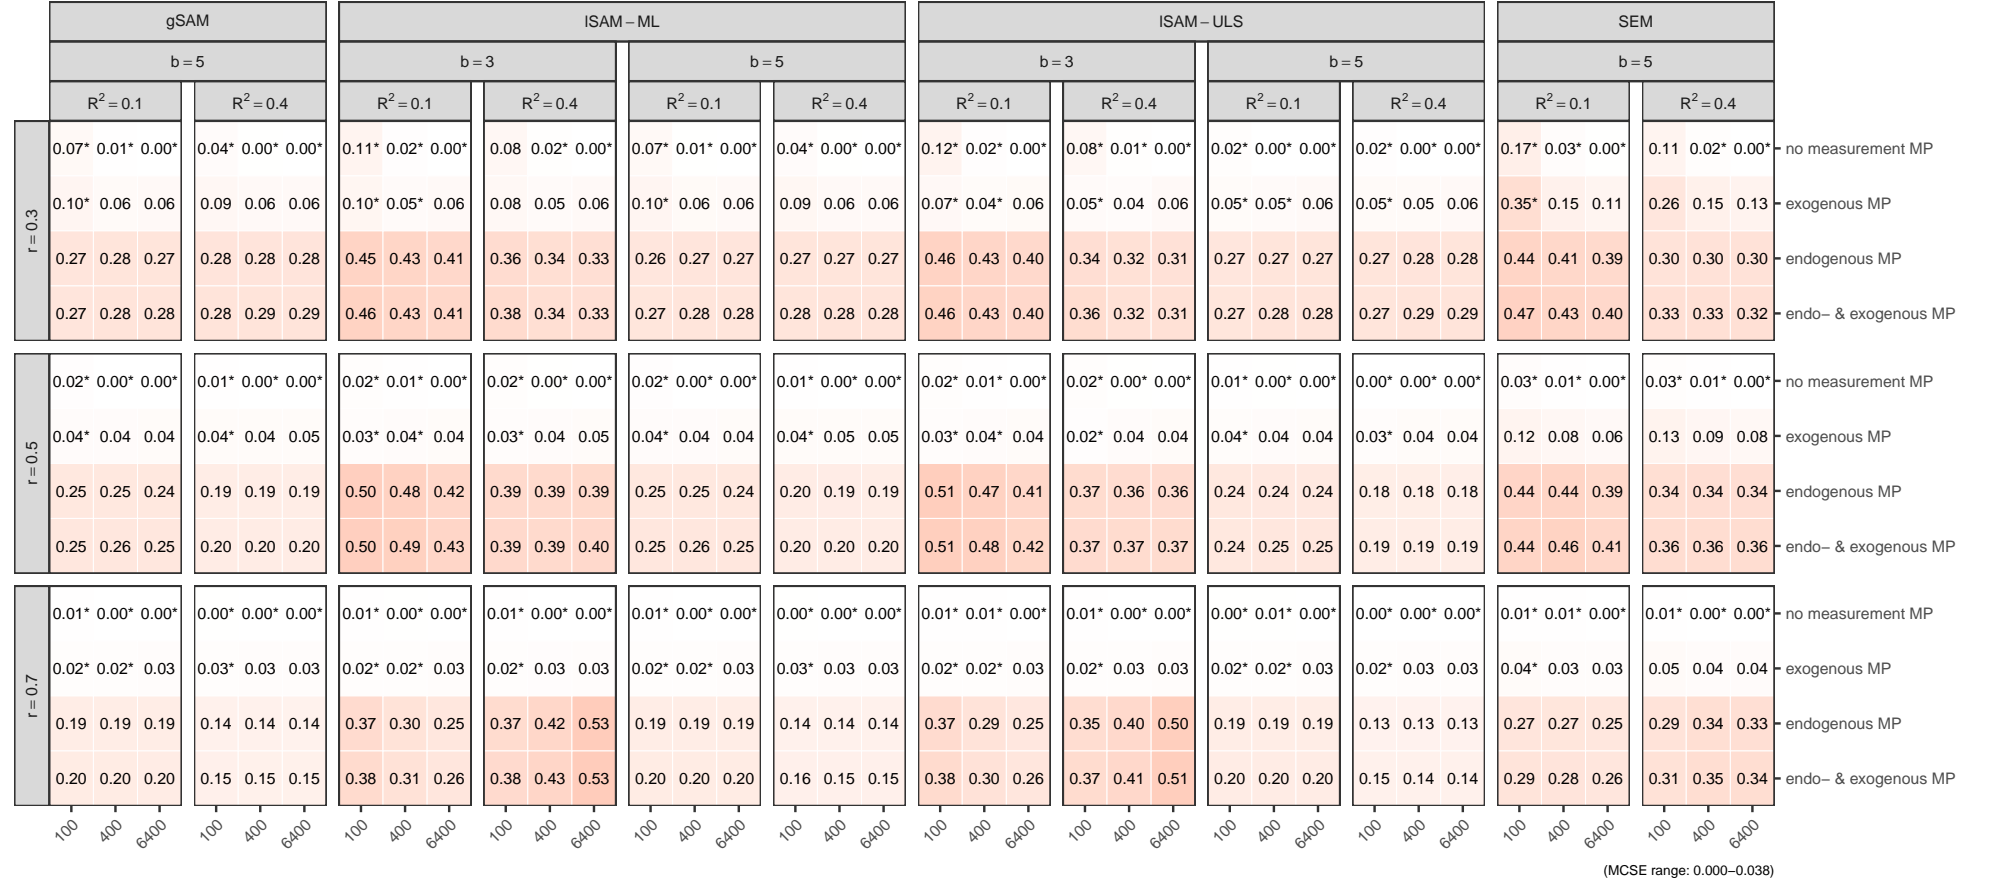 gSAM lSAM – ML lSAM – ULS SEM
b = 5 b = 3 b = 5 b = 3 b = 5 b = 5
R² = 0.1 R² = 0.4 R² = 0.1 R² = 0.4 R² = 0.1 R² = 0.4 R² = 0.1 R² = 0.4 R² = 0.1 R² = 0.4 R² = 0.1 R² = 0.4
r = 0.3
0.07* 0.01* 0.00* 0.04* 0.00* 0.00* 0.11* 0.02* 0.00* 0.08 0.02* 0.00* 0.07* 0.01* 0.00* 0.04* 0.00* 0.00* 0.12* 0.02* 0.00* 0.08* 0.01* 0.00* 0.02* 0.00* 0.00* 0.02* 0.00* 0.00* 0.17* 0.03* 0.00* 0.11 0.02* 0.00* no measurement MP
0.10* 0.06 0.06 0.09 0.06 0.06 0.10* 0.05* 0.06 0.08 0.05 0.06 0.10* 0.06 0.06 0.09 0.06 0.06 0.07* 0.04* 0.06 0.05* 0.04 0.06 0.05* 0.05* 0.06 0.05* 0.05 0.06 0.35* 0.15 0.11 0.26 0.15 0.13 exogenous MP
0.27 0.28 0.27 0.28 0.28 0.28 0.45 0.43 0.41 0.36 0.34 0.33 0.26 0.27 0.27 0.27 0.27 0.27 0.46 0.43 0.40 0.34 0.32 0.31 0.27 0.27 0.27 0.27 0.28 0.28 0.44 0.41 0.39 0.30 0.30 0.30 endogenous MP
0.27 0.28 0.28 0.28 0.29 0.29 0.46 0.43 0.41 0.38 0.34 0.33 0.27 0.28 0.28 0.28 0.28 0.28 0.46 0.43 0.40 0.36 0.32 0.31 0.27 0.28 0.28 0.27 0.29 0.29 0.47 0.43 0.40 0.33 0.33 0.32 endo– & exogenous MP
r = 0.5
0.02* 0.00* 0.00* 0.01* 0.00* 0.00* 0.02* 0.01* 0.00* 0.02* 0.00* 0.00* 0.02* 0.00* 0.00* 0.01* 0.00* 0.00* 0.02* 0.01* 0.00* 0.02* 0.00* 0.00* 0.01* 0.00* 0.00* 0.00* 0.00* 0.00* 0.03* 0.01* 0.00* 0.03* 0.01* 0.00* no measurement MP
0.04* 0.04 0.04 0.04* 0.04 0.05 0.03* 0.04* 0.04 0.03* 0.04 0.05 0.04* 0.04 0.04 0.04* 0.05 0.05 0.03* 0.04* 0.04 0.02* 0.04 0.04 0.04* 0.04 0.04 0.03* 0.04 0.04 0.12 0.08 0.06 0.13 0.09 0.08 exogenous MP
0.25 0.25 0.24 0.19 0.19 0.19 0.50 0.48 0.42 0.39 0.39 0.39 0.25 0.25 0.24 0.20 0.19 0.19 0.51 0.47 0.41 0.37 0.36 0.36 0.24 0.24 0.24 0.18 0.18 0.18 0.44 0.44 0.39 0.34 0.34 0.34 endogenous MP
0.25 0.26 0.25 0.20 0.20 0.20 0.50 0.49 0.43 0.39 0.39 0.40 0.25 0.26 0.25 0.20 0.20 0.20 0.51 0.48 0.42 0.37 0.37 0.37 0.24 0.25 0.25 0.19 0.19 0.19 0.44 0.46 0.41 0.36 0.36 0.36 endo– & exogenous MP
r = 0.7
0.01* 0.00* 0.00* 0.00* 0.00* 0.00* 0.01* 0.00* 0.00* 0.01* 0.00* 0.00* 0.01* 0.00* 0.00* 0.00* 0.00* 0.00* 0.01* 0.01* 0.00* 0.01* 0.00* 0.00* 0.00* 0.01* 0.00* 0.00* 0.00* 0.00* 0.01* 0.01* 0.00* 0.01* 0.00* 0.00* no measurement MP
0.02* 0.02* 0.03 0.03* 0.03 0.03 0.02* 0.02* 0.03 0.02* 0.03 0.03 0.02* 0.02* 0.03 0.03* 0.03 0.03 0.02* 0.02* 0.03 0.02* 0.03 0.03 0.02* 0.02* 0.03 0.02* 0.03 0.03 0.04* 0.03 0.03 0.05 0.04 0.04 exogenous MP
0.19 0.19 0.19 0.14 0.14 0.14 0.37 0.30 0.25 0.37 0.42 0.53 0.19 0.19 0.19 0.14 0.14 0.14 0.37 0.29 0.25 0.35 0.40 0.50 0.19 0.19 0.19 0.13 0.13 0.13 0.27 0.27 0.25 0.29 0.34 0.33 endogenous MP
0.20 0.20 0.20 0.15 0.15 0.15 0.38 0.31 0.26 0.38 0.43 0.53 0.20 0.20 0.20 0.16 0.15 0.15 0.38 0.30 0.26 0.37 0.41 0.51 0.20 0.20 0.20 0.15 0.14 0.14 0.29 0.28 0.26 0.31 0.35 0.34 endo– & exogenous MP
100 400 6400 100 400 6400 100 400 6400 100 400 6400 100 400 6400 100 400 6400 100 400 6400 100 400 6400 100 400 6400 100 400 6400 100 400 6400 100 400 6400
(MCSE range: 0.000–0.038)